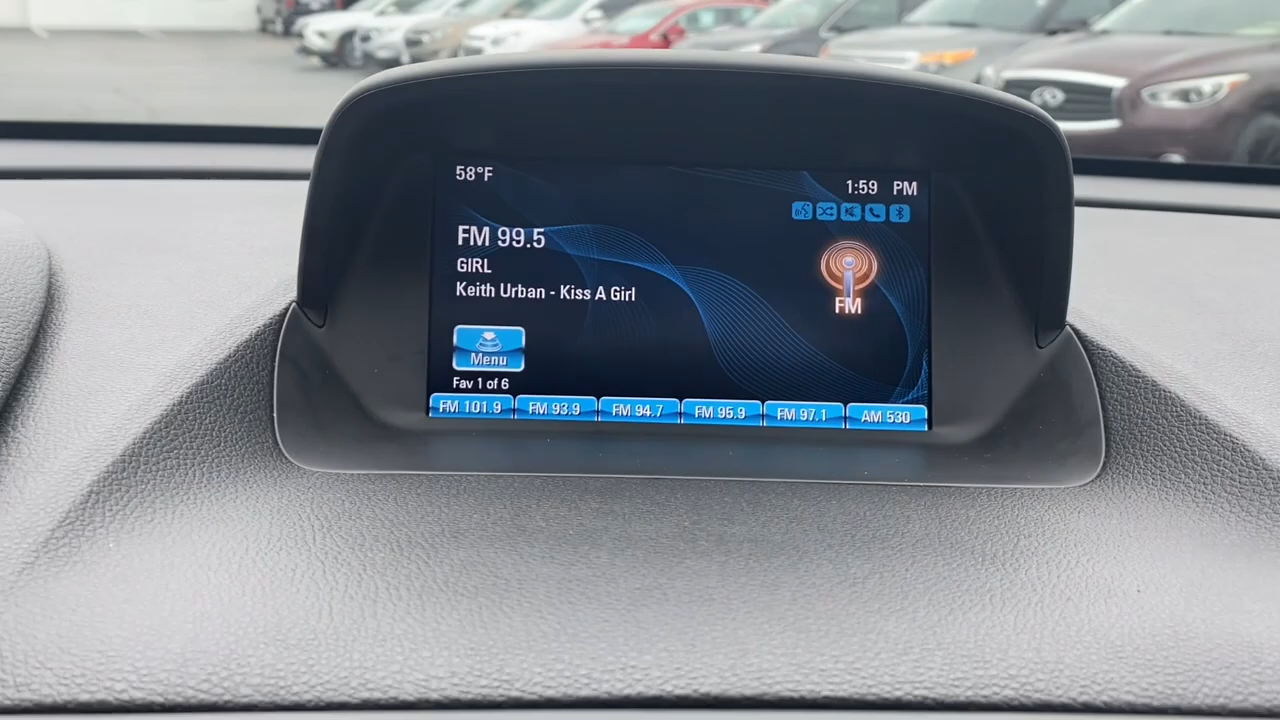 58°F
1:59 PM
FM 99.5
GIRL
Keith Urban - Kiss A Girl
FM
Menu
Fav 1 of 6
FM 101.9
FM 93.9
FM 94.7
FM 95.9
FM 97.1
AM 530